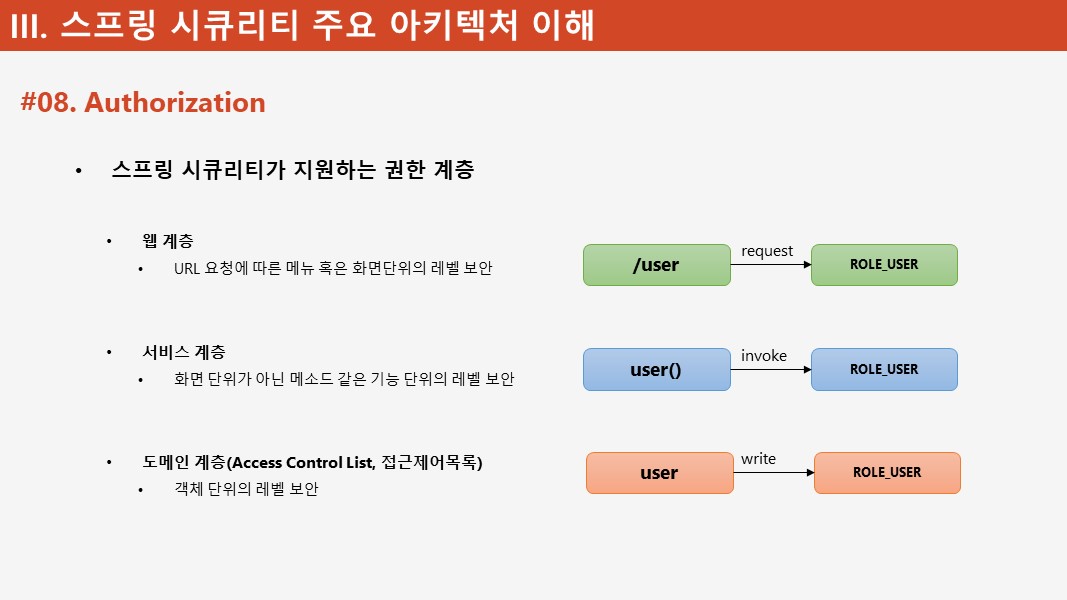 III. 스프링 시큐리티 주요 아키텍처 이해
#08. Authorization
• 스프링 시큐리티가 지원하는 권한 계층
• 웹 계층
• URL 요청에 따른 메뉴 혹은 화면단위의 레벨 보안
/user
request
ROLE_USER
• 서비스 계층
• 화면 단위가 아닌 메소드 같은 기능 단위의 레벨 보안
user()
invoke
ROLE_USER
• 도메인 계층(Access Control List, 접근제어목록)
• 객체 단위의 레벨 보안
user
write
ROLE_USER